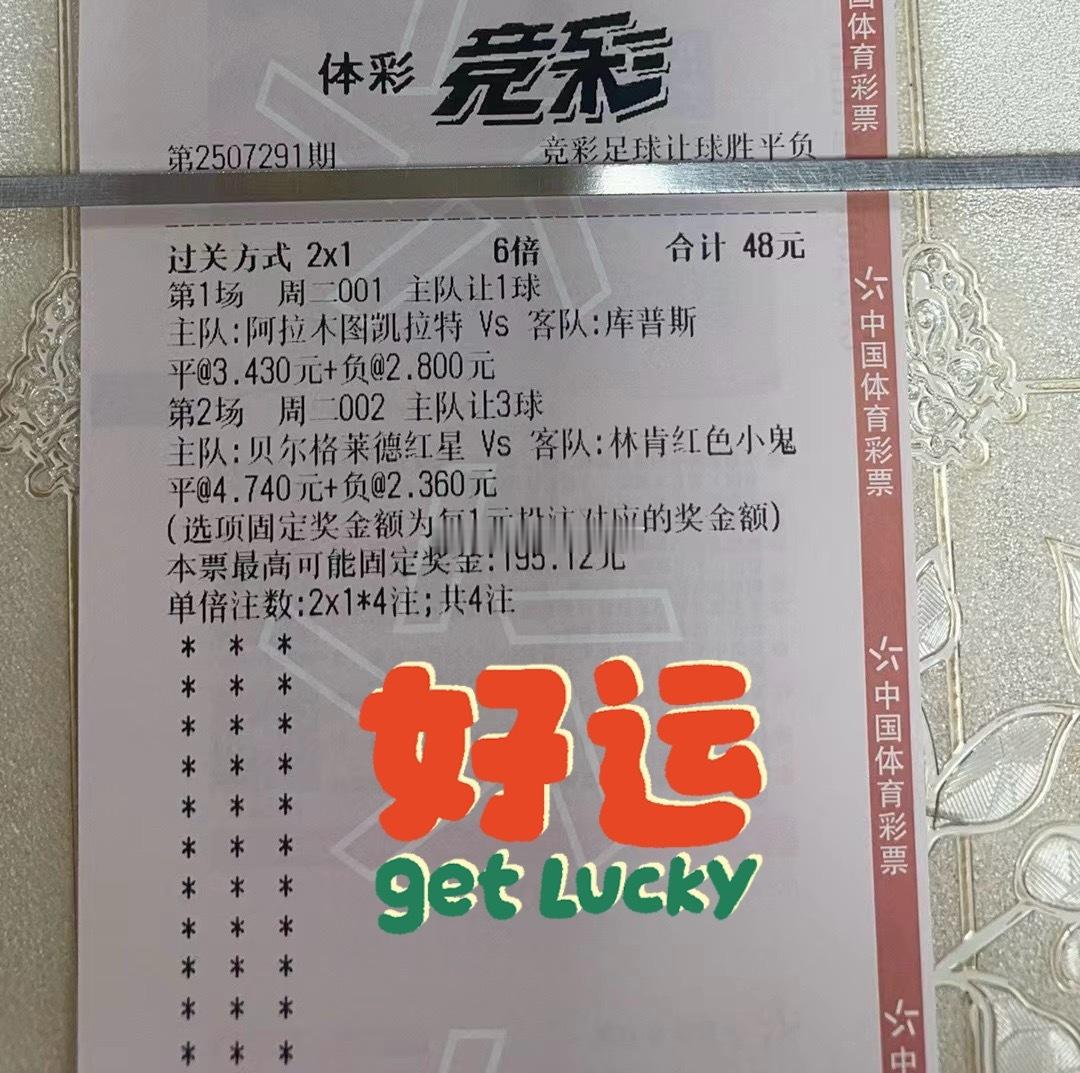 体彩 竞彩
第2507291期 竞彩足球让球胜平负
过关方式 2x1 6倍 合计 48元
第1场 周二001 主队让1球
主队:阿拉木图凯拉特 Vs 客队:库普斯
平@3.430元+负@2.800元
第2场 周二002 主队让3球
主队:贝尔格莱德红星 Vs 客队:林肯红色小鬼
平@4.740元+负@2.360元
(选项固定奖金额为每1元投注对应的奖金额)
本票最高可能固定奖金:195.12元
单倍注数:2x1*4注;共4注
* * *
* * *
* * *
* * *
* * *
* * *
* * *
* * *
* * *
* * *
* * *
好运
get Lucky
国体育彩票
中国体育彩票
中国体育彩票
中